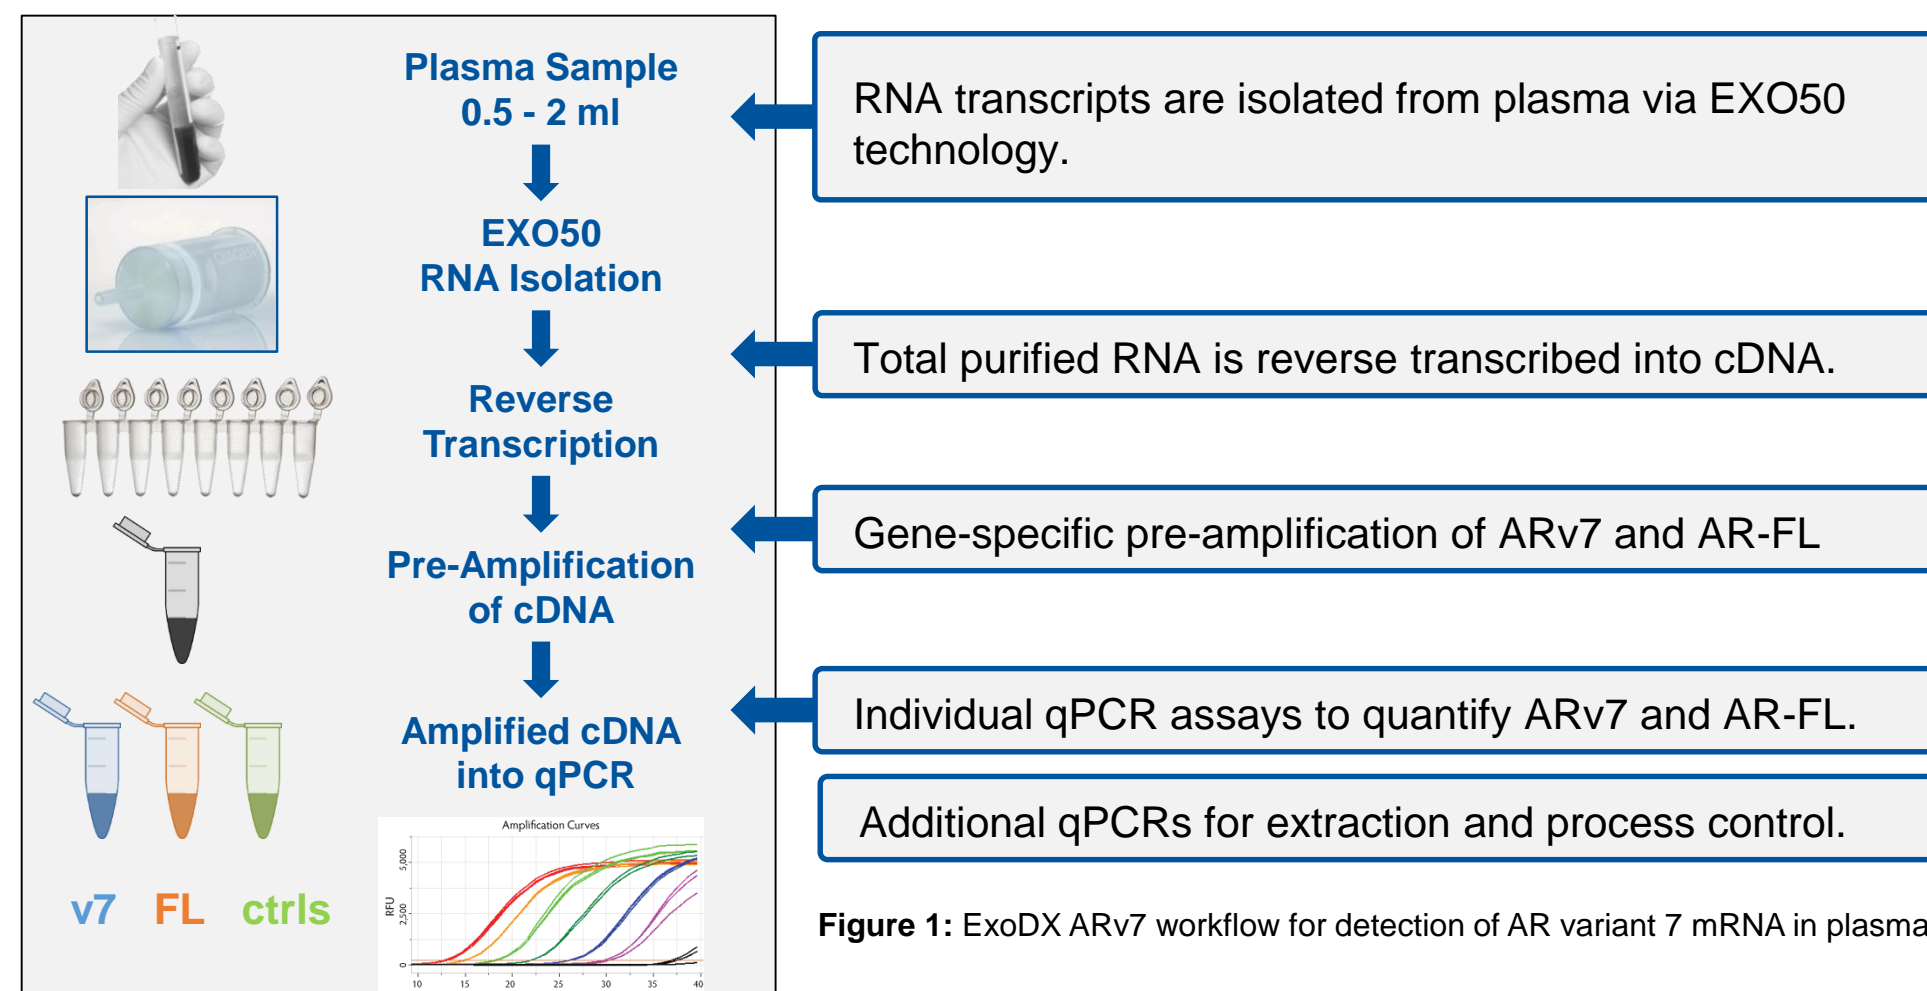 Plasma Sample
0.5 - 2 ml
EXO50
RNA Isolation
Reverse
Transcription
Pre-Amplification
of cDNA
Amplified cDNA
into qPCR
RNA transcripts are isolated from plasma via EXO50
technology.
Total purified RNA is reverse transcribed into cDNA.
Gene-specific pre-amplification of ARv7 and AR-FL
Individual qPCR assays to quantify ARv7 and AR-FL.
Additional qPCRs for extraction and process control.
QIAGEN
v7 FL ctrls
Amplification Curves
RFU
5,000
2,500
0
10 15 20 25 30 35 40
Figure 1: ExoDX ARv7 workflow for detection of AR variant 7 mRNA in plasma